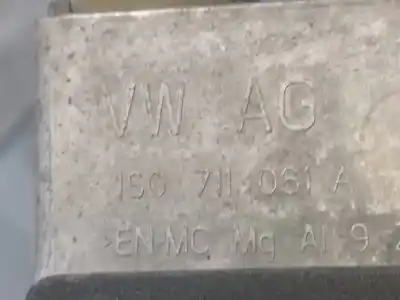 VW AG
1S0 711 061 A
>EN-MC Mg Al 9